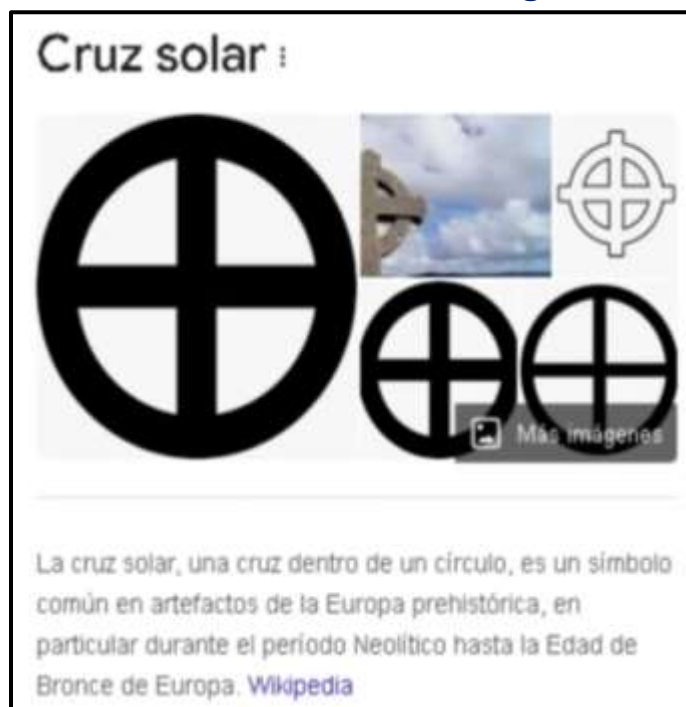 Cruz solar
Más imágenes
La cruz solar, una cruz dentro de un círculo, es un símbolo
común en artefactos de la Europa prehistórica, en
particular durante el período Neolítico hasta la Edad de
Bronce de Europa. Wikipedia